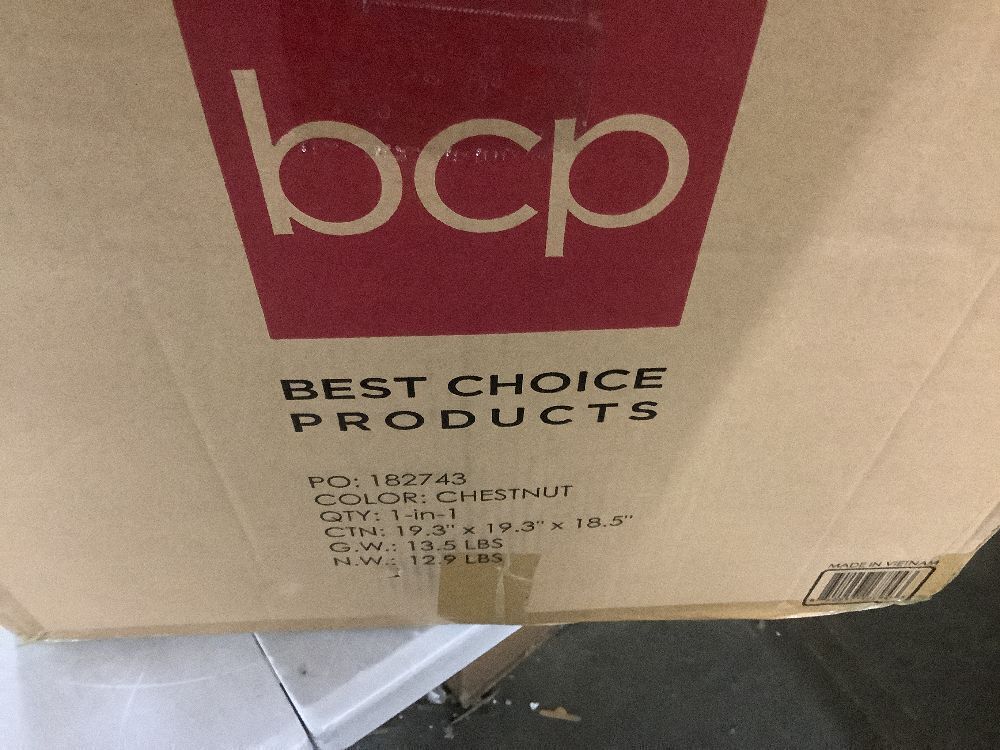 bcp
BEST CHOICE
PRODUCTS
PO: 182743
COLOR: CHESTNUT
QTY: 1-in-1
CTN: 19.3" x 19.3" x 18.5"
G.W.: 13.5 LBS
N.W.: 12.9 LBS
MADE IN VIETNAM